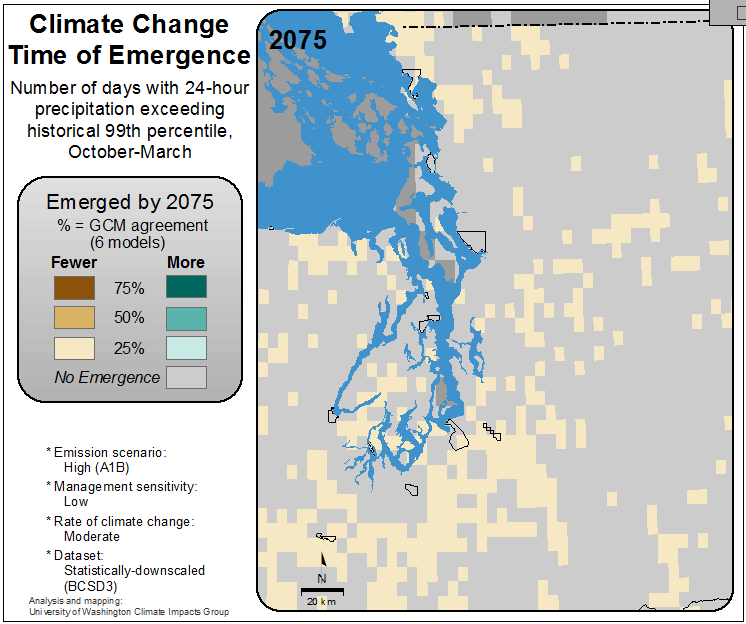 Climate Change
Time of Emergence
Number of days with 24-hour
precipitation exceeding
historical 99th percentile,
October-March
Emerged by 2075
% = GCM agreement
(6 models)
Fewer More
75%
50%
25%
No Emergence
* Emission scenario:
High (A1B)
* Management sensitivity:
Low
* Rate of climate change:
Moderate
* Dataset:
Statistically-downscaled
(BCSD3)
Analysis and mapping:
University of Washington Climate Impacts Group
2075
N
20 km